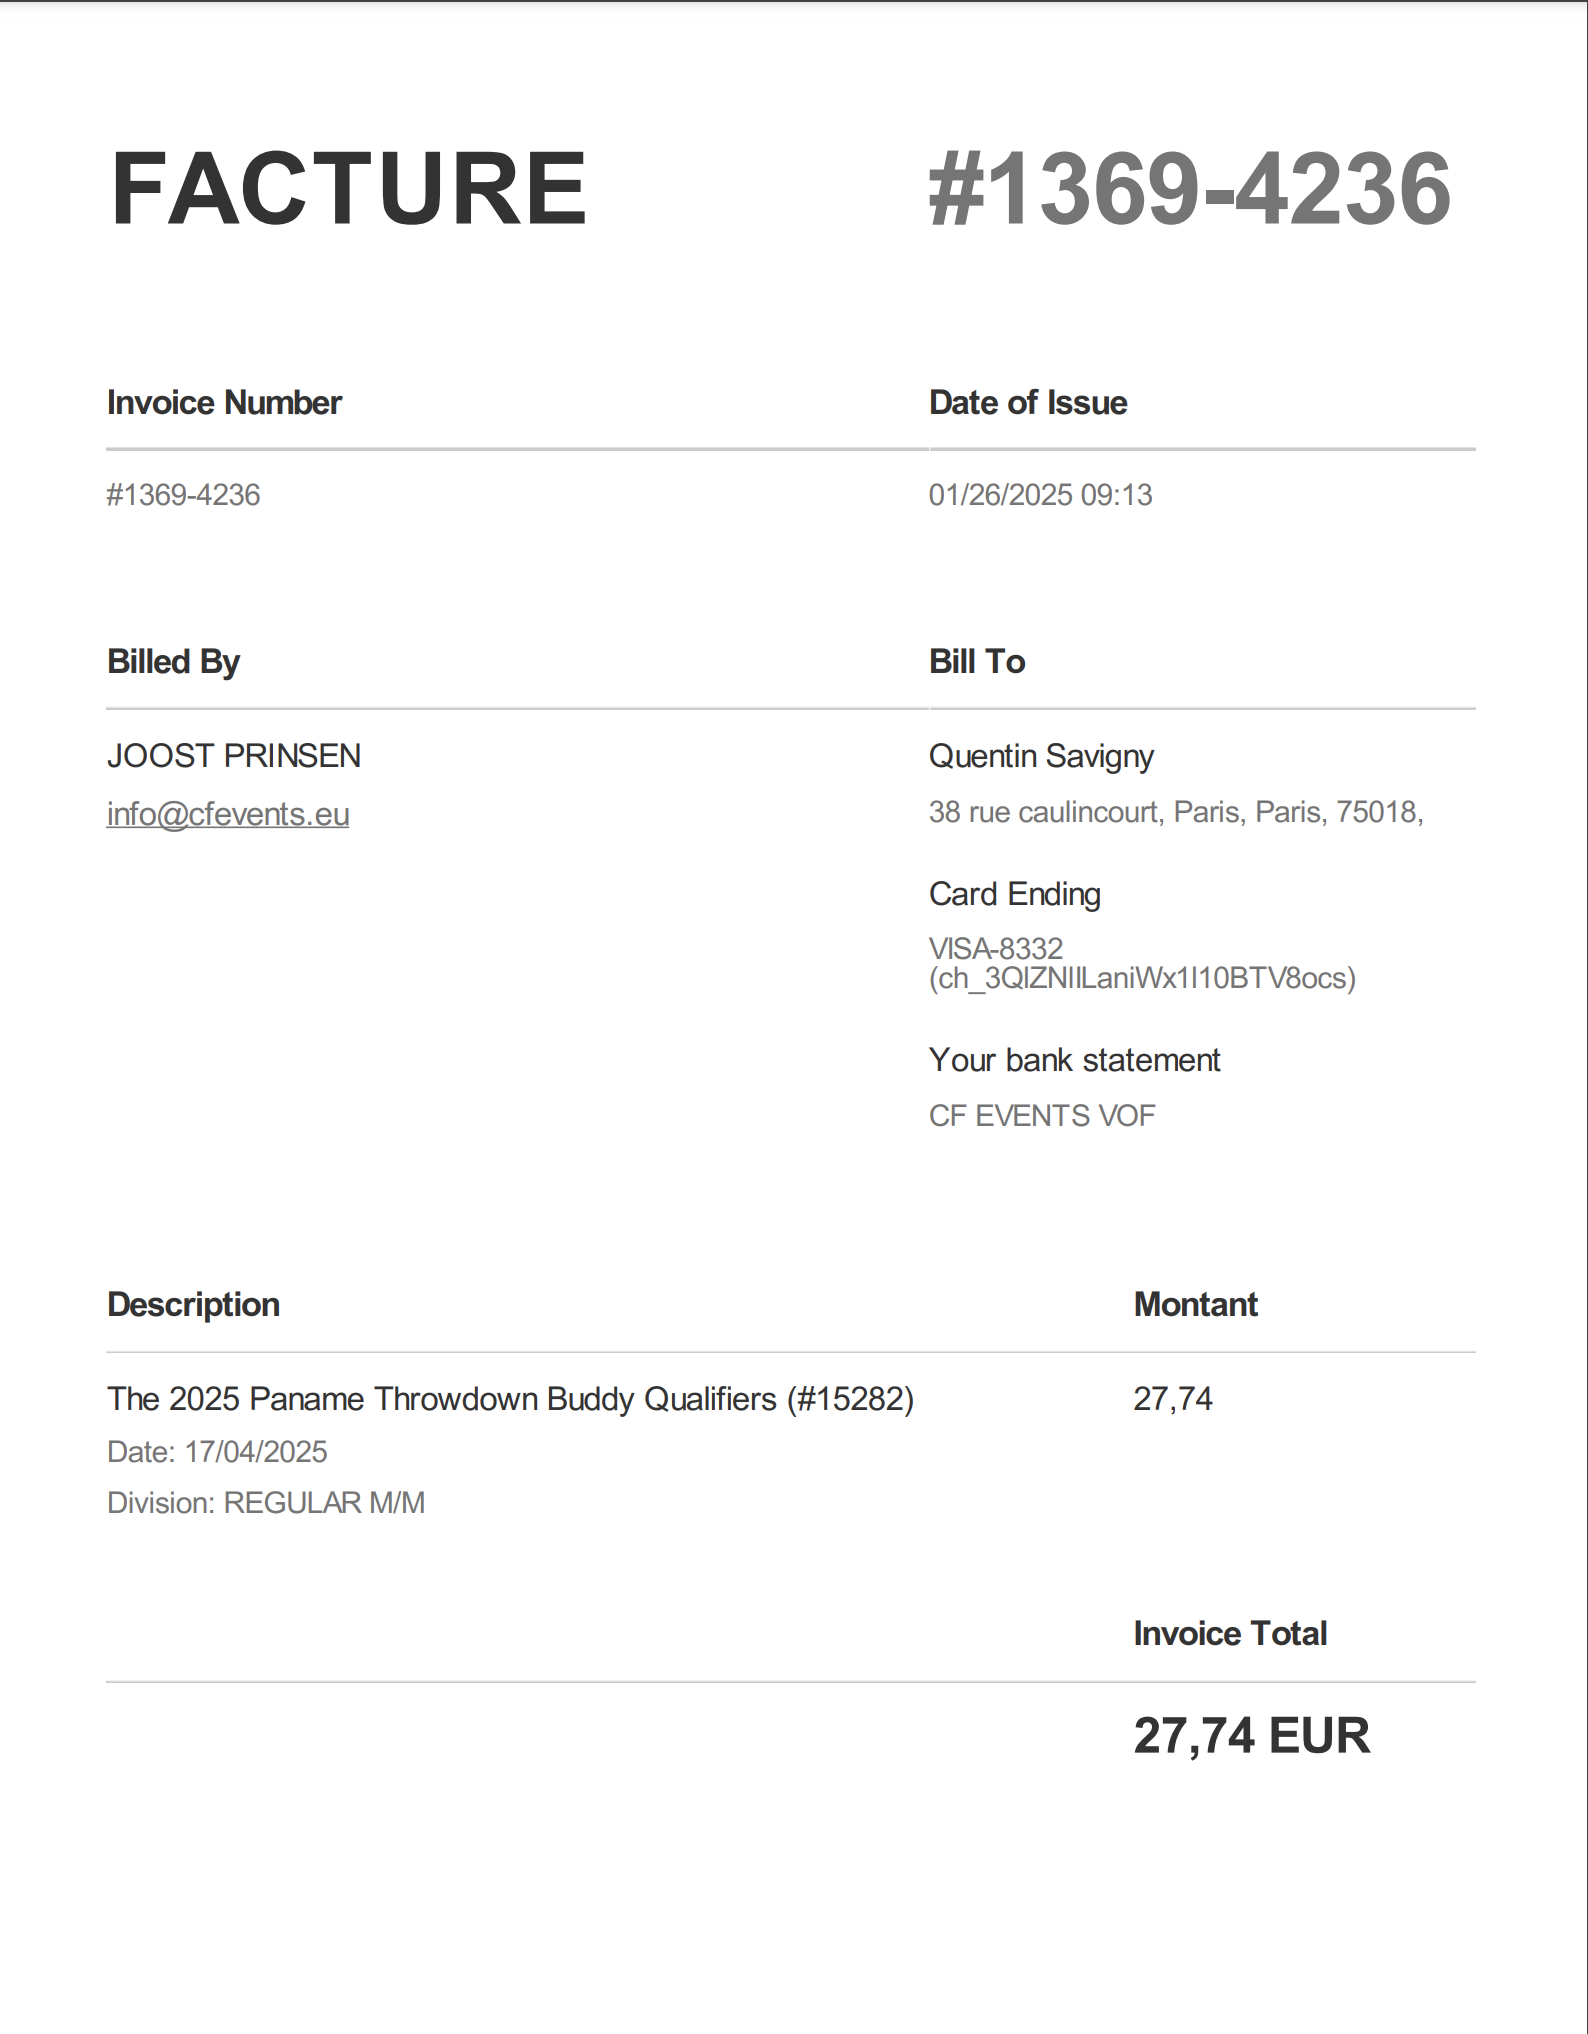 FACTURE #1369-4236
Invoice Number Date of Issue
#1369-4236 01/26/2025 09:13
Billed By Bill To
JOOST PRINSEN Quentin Savigny
info@cfevents.eu 38 rue caulincourt, Paris, Paris, 75018,
Card Ending
VISA-8332
(ch_3QlZNIILaniWx1I10BTV8ocs)
Your bank statement
CF EVENTS VOF
Description Montant
The 2025 Paname Throwdown Buddy Qualifiers (#15282) 27,74
Date: 17/04/2025
Division: REGULAR M/M
Invoice Total
27,74 EUR